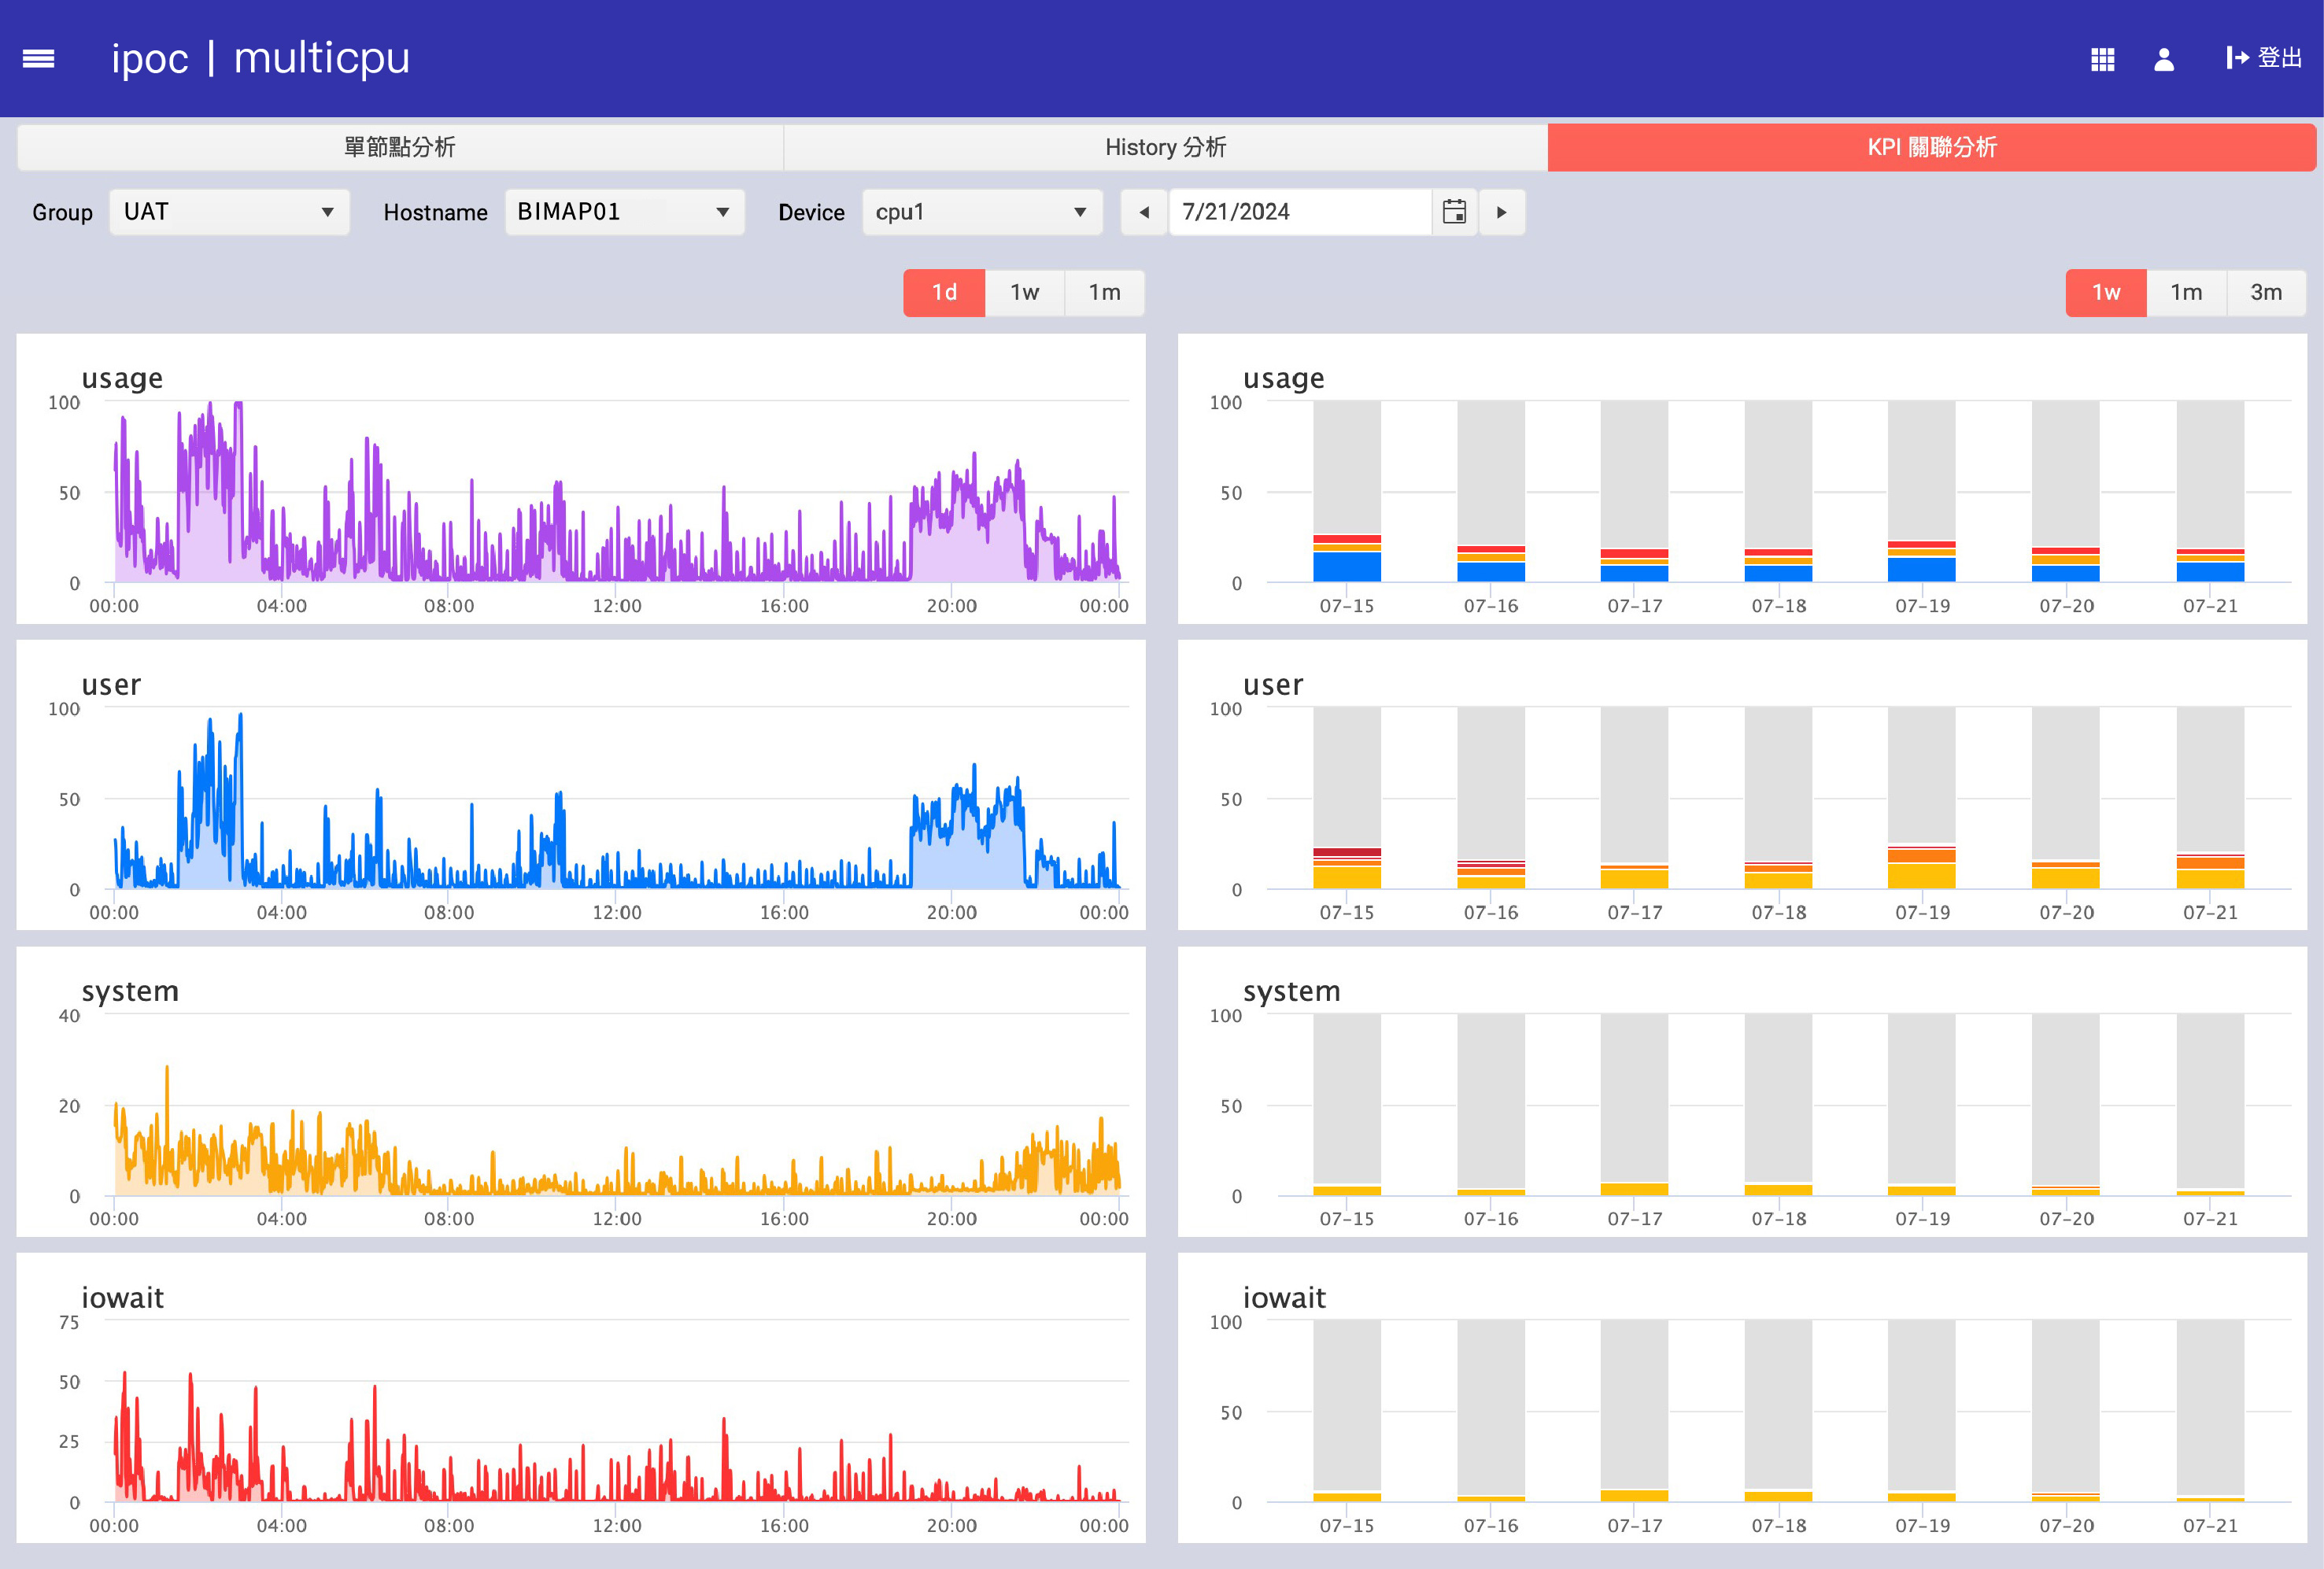 ipoc | multicpu
登出
單節點分析 History 分析 KPI 關聯分析
Group UAT Hostname BIMAP01 Device cpu1 7/21/2024
1d 1w 1m
1w 1m 3m
usage
100
50
0
00:00 04:00 08:00 12:00 16:00 20:00 00:00
usage
100
50
0
07-15 07-16 07-17 07-18 07-19 07-20 07-21
user
100
50
0
00:00 04:00 08:00 12:00 16:00 20:00 00:00
user
100
50
0
07-15 07-16 07-17 07-18 07-19 07-20 07-21
system
40
20
0
00:00 04:00 08:00 12:00 16:00 20:00 00:00
system
100
50
0
07-15 07-16 07-17 07-18 07-19 07-20 07-21
iowait
75
50
25
0
00:00 04:00 08:00 12:00 16:00 20:00 00:00
iowait
100
50
0
07-15 07-16 07-17 07-18 07-19 07-20 07-21